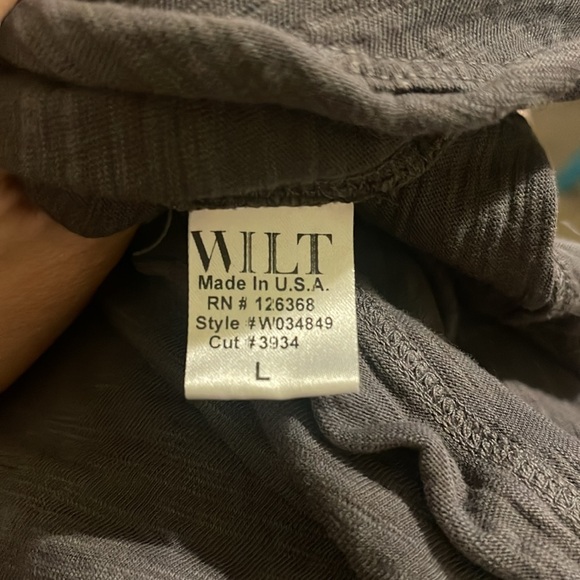 WILT
Made In U.S.A.
RN # 126368
Style #W034849
Cut #3934
L